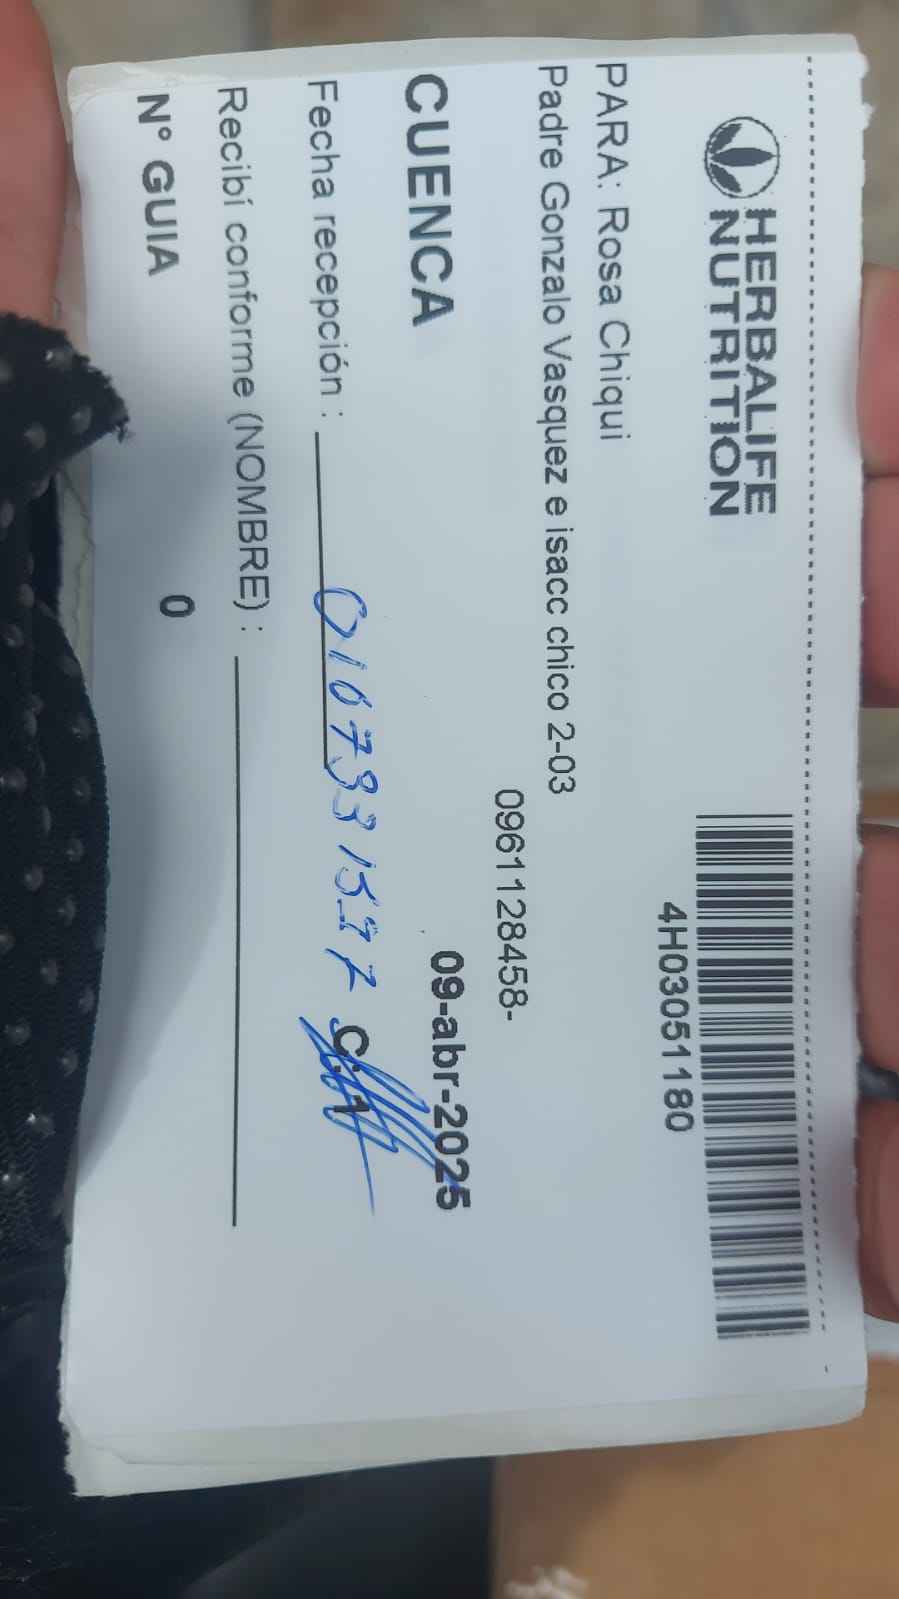 HERBALIFE
NUTRITION
4H03051180
PARA: Rosa Chiqui
Padre Gonzalo Vasquez e isacc chico 2-03
0961128458-
CUENCA
09-abr-2025
Fecha recepción :
C.1
Recibí conforme (NOMBRE) :
N° GUIA
0